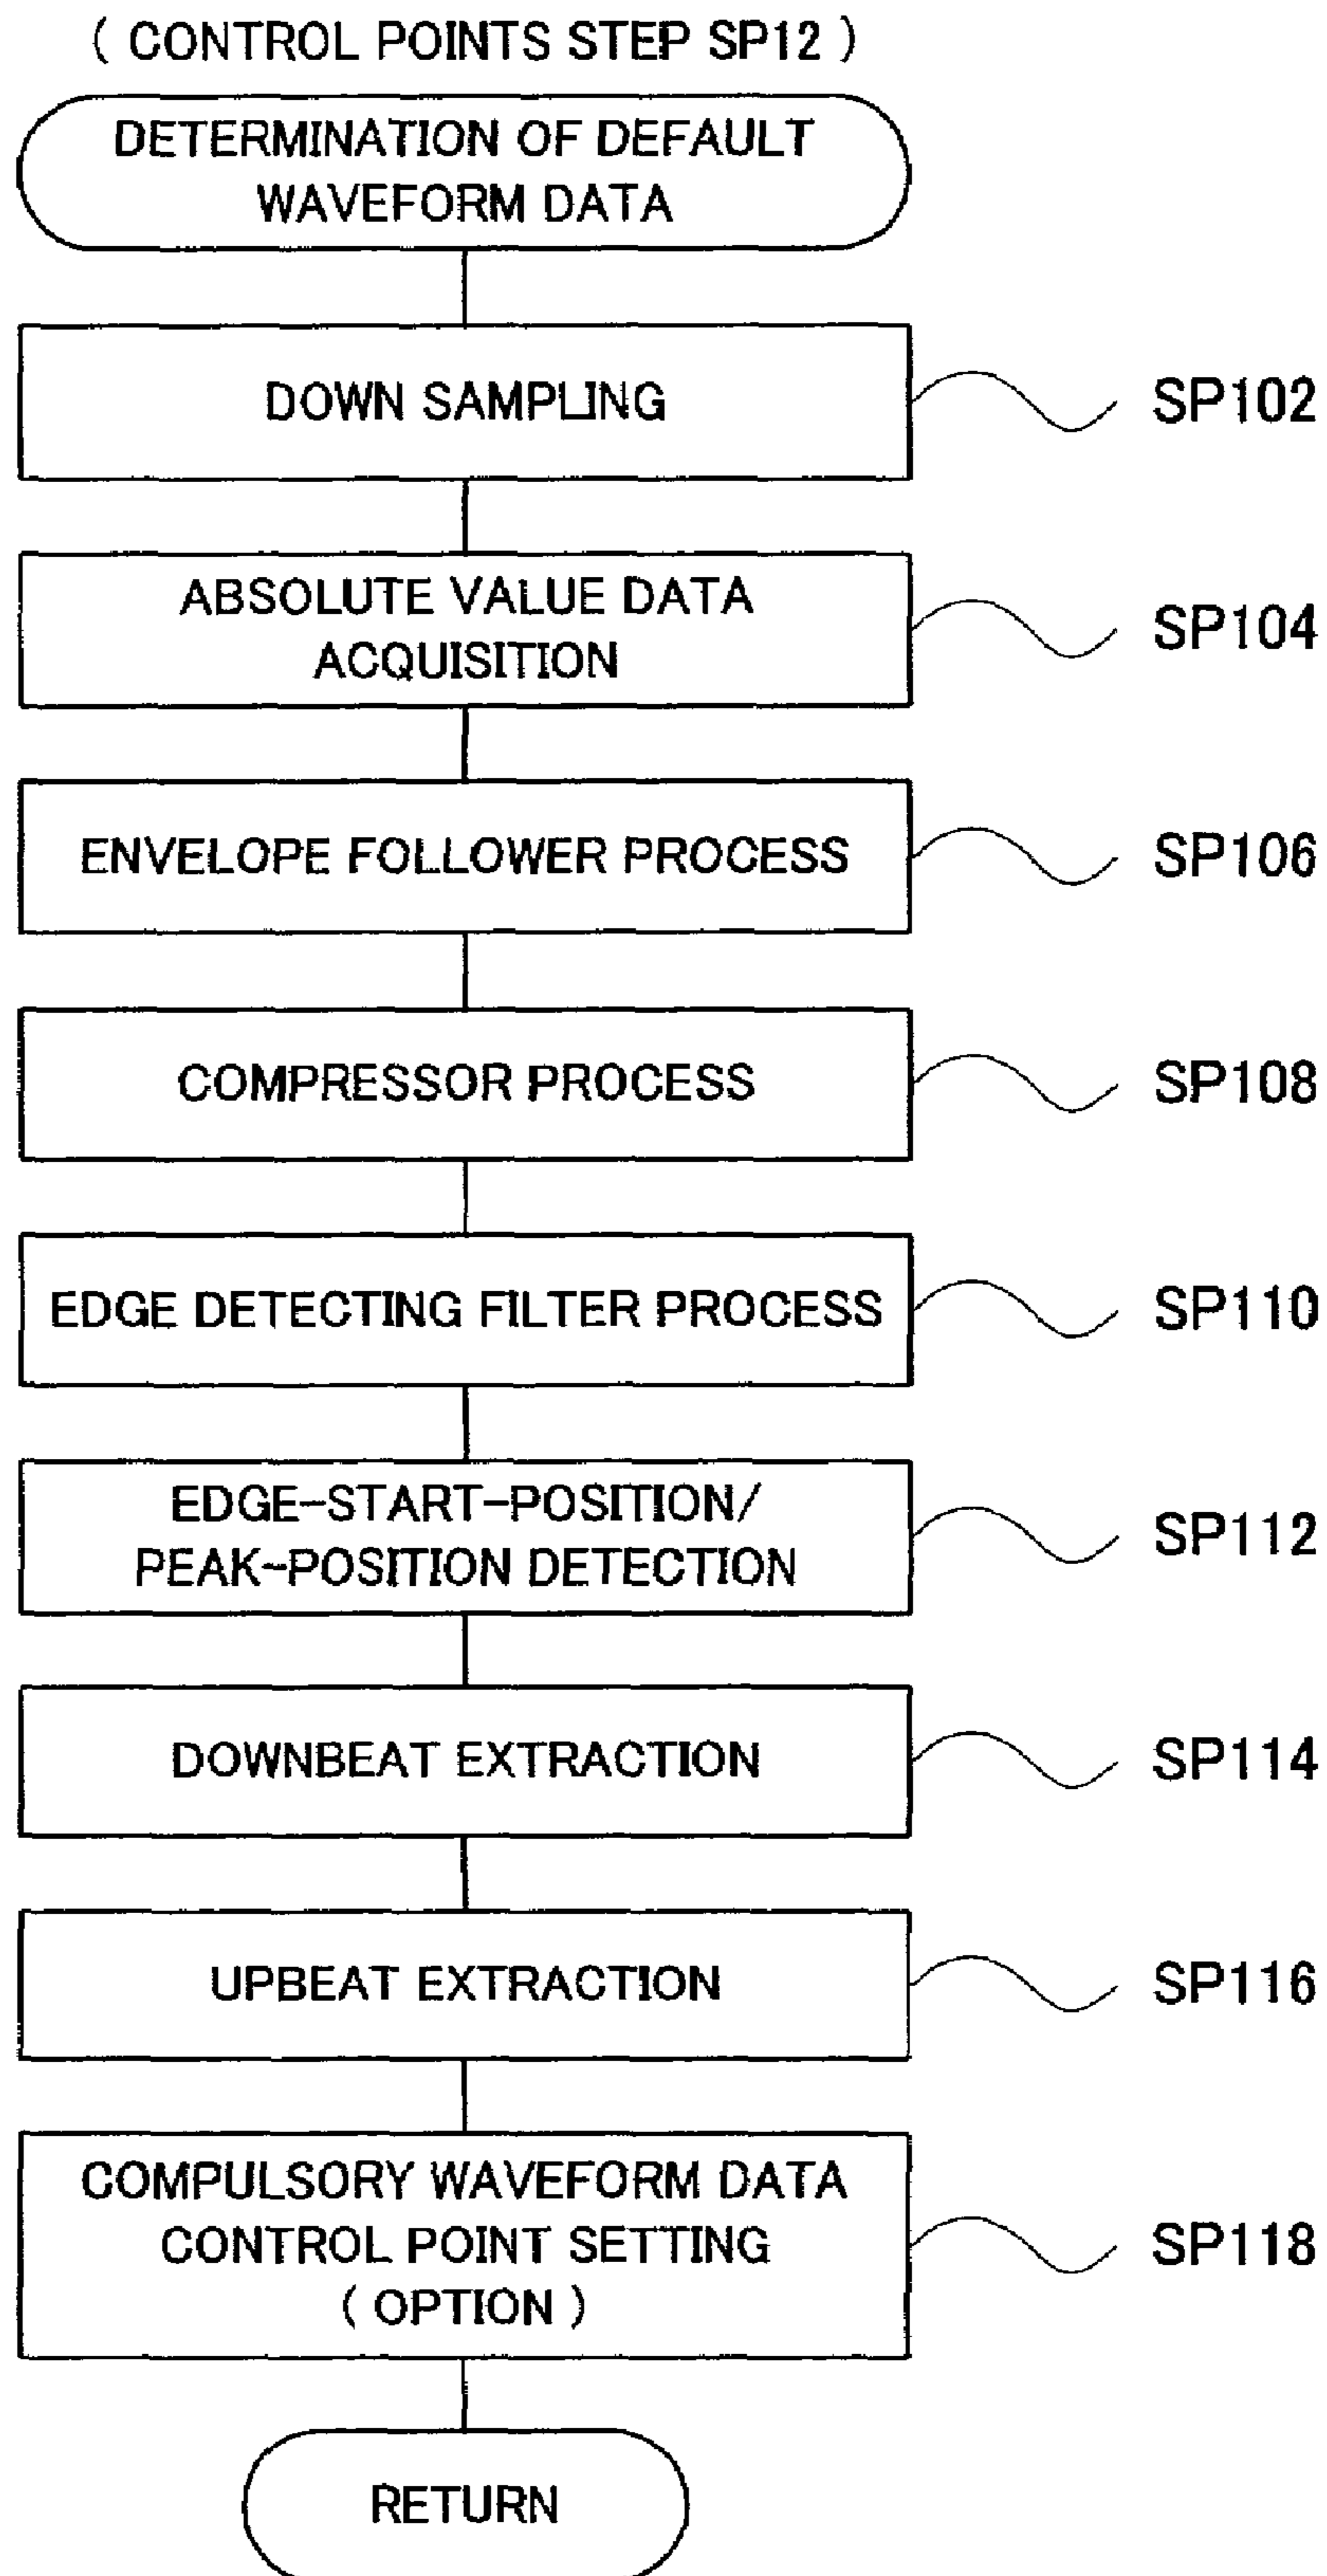 ( CONTROL POINTS STEP SP12 )
DETERMINATION OF DEFAULT
WAVEFORM DATA
DOWN SAMPLING
SP102
ABSOLUTE VALUE DATA
ACQUISITION
SP104
ENVELOPE FOLLOWER PROCESS
SP106
COMPRESSOR PROCESS
SP108
EDGE DETECTING FILTER PROCESS
SP110
EDGE-START-POSITION/
PEAK-POSITION DETECTION
SP112
DOWNBEAT EXTRACTION
SP114
UPBEAT EXTRACTION
SP116
COMPULSORY WAVEFORM DATA
CONTROL POINT SETTING
( OPTION )
SP118
RETURN